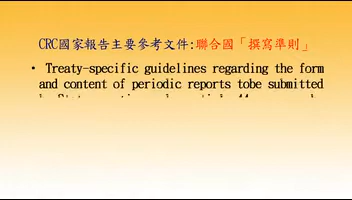 CRC國家報告主要參考文件:聯合國「撰寫準則」
• Treaty-specific guidelines regarding the form
and content of periodic reports tobe submitted